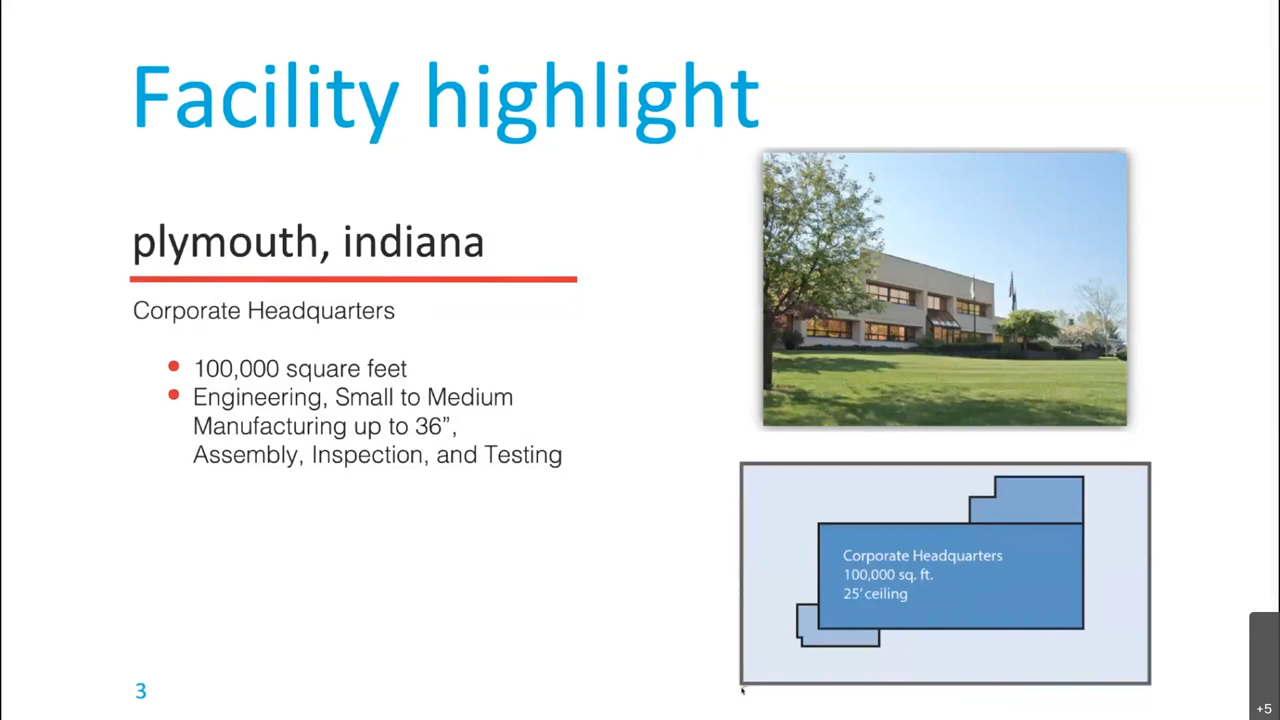 Facility highlight
plymouth, indiana
Corporate Headquarters
100,000 square feet
Engineering, Small to Medium
Manufacturing up to 36”,
Assembly, Inspection, and Testing
Corporate Headquarters
100,000 sq. ft.
25' ceiling
3
+5